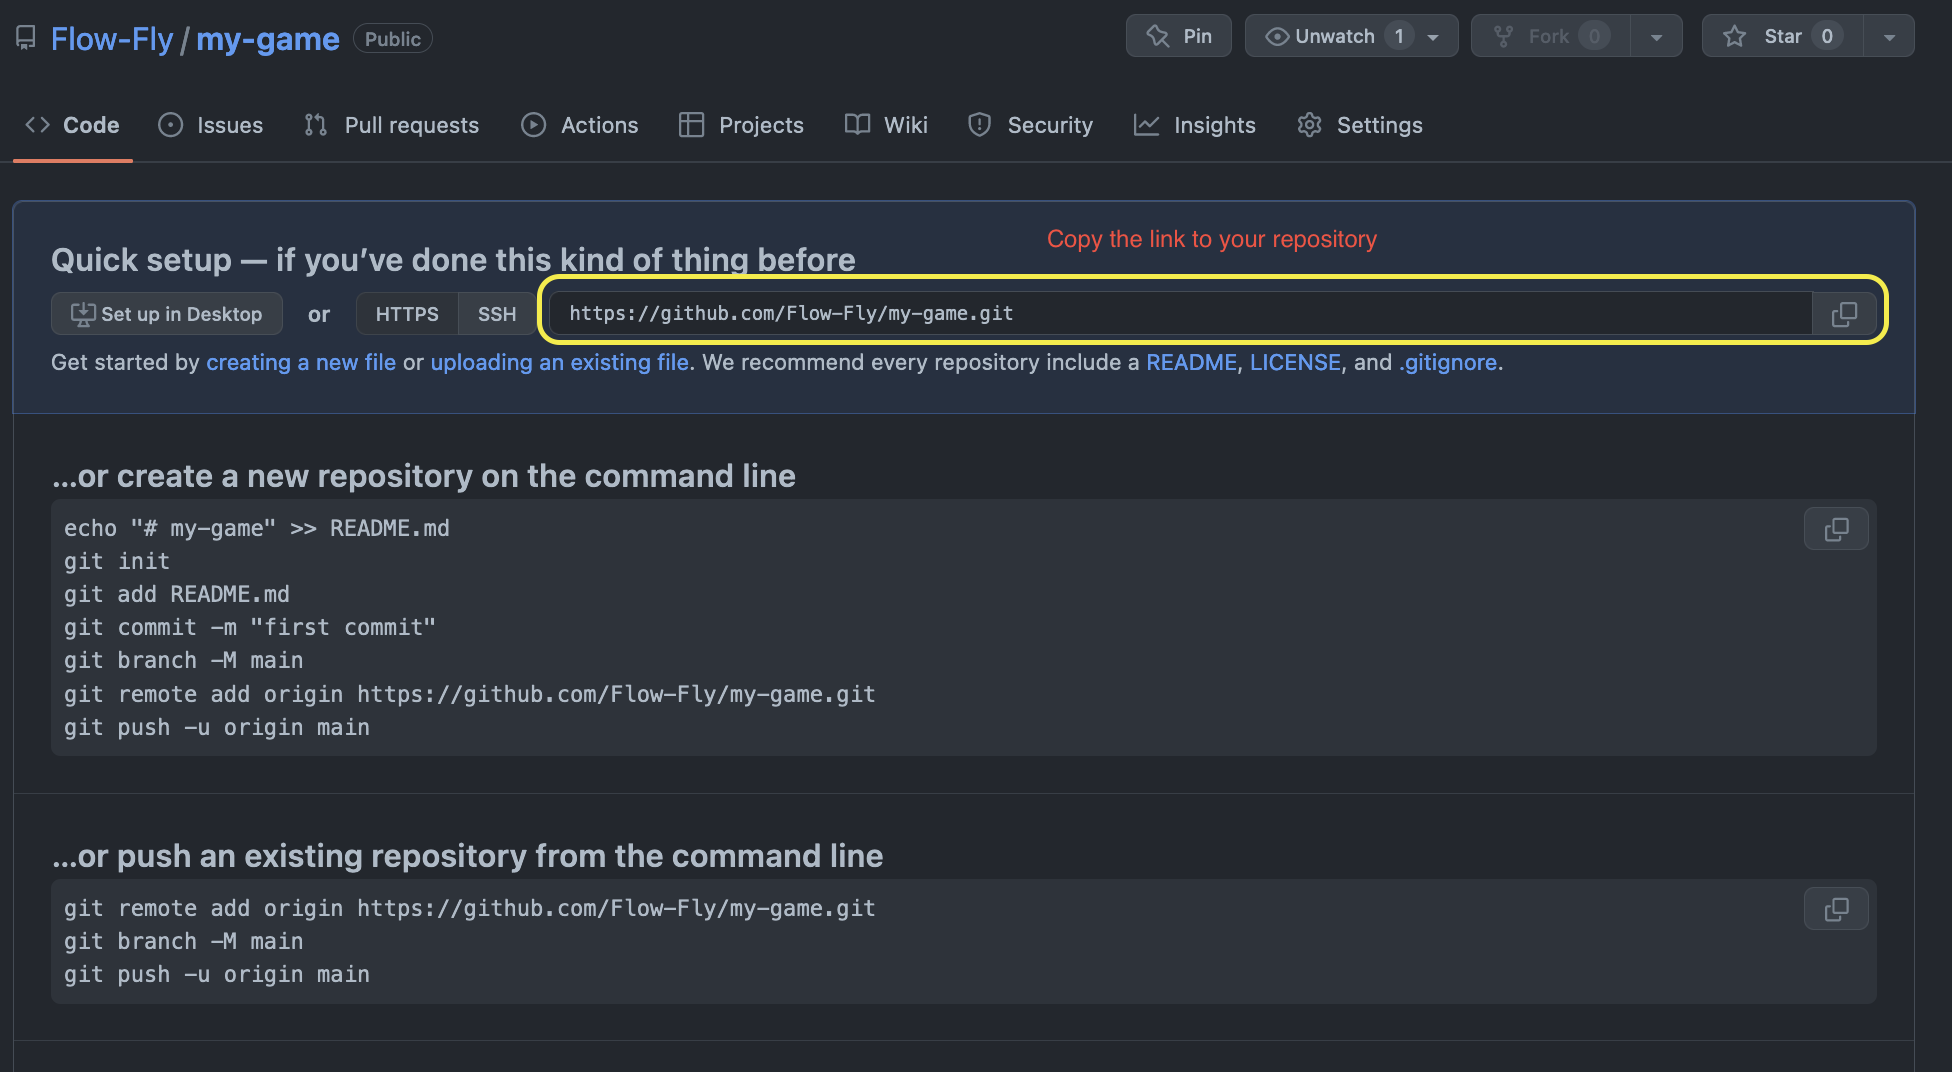 Flow-Fly / my-game Public
Pin
Unwatch 1
Fork 0
Star 0
Code
Issues
Pull requests
Actions
Projects
Wiki
Security
Insights
Settings
Copy the link to your repository
Quick setup — if you’ve done this kind of thing before
Set up in Desktop or HTTPS SSH https://github.com/Flow-Fly/my-game.git
Get started by creating a new file or uploading an existing file. We recommend every repository include a README, LICENSE, and .gitignore.
…or create a new repository on the command line
echo "# my-game" >> README.md
git init
git add README.md
git commit -m "first commit"
git branch -M main
git remote add origin https://github.com/Flow-Fly/my-game.git
git push -u origin main
…or push an existing repository from the command line
git remote add origin https://github.com/Flow-Fly/my-game.git
git branch -M main
git push -u origin main